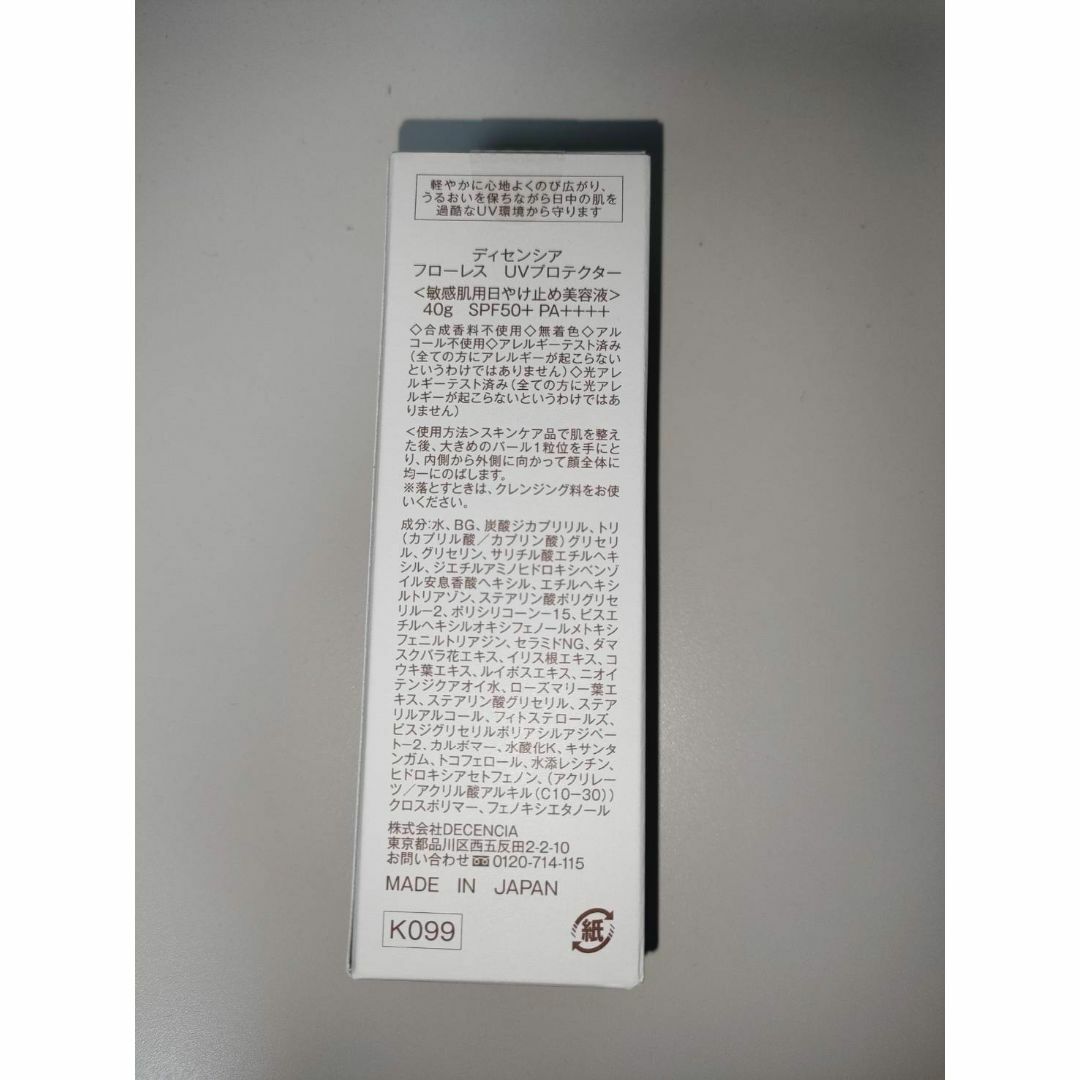 軽やかに心地よくのび広がり、
うるおいを保ちながら日中の肌を
過酷なUV環境から守ります
ディセンシア
フローレス UVプロテクター
＜敏感肌用日やけ止め美容液＞
40g SPF50+ PA++++
◇合成香料不使用◇無着色◇アル
コール不使用◇アレルギーテスト済み
（全ての方にアレルギーが起こらない
というわけではありません）◇光アレ
ルギーテスト済み（全ての方に光アレ
ルギーが起こらないというわけではあ
りません）
＜使用方法＞スキンケア品で肌を整え
た後、大きめのパール1粒位を手にと
り、内側から外側に向かって顔全体に
均一にのばします。
※落とすときは、クレンジング料をお使
いください。
成分：水、BG、炭酸ジカプリリル、トリ
（カプリル酸／カプリン酸）グリセリ
ル、グリセリン、サリチル酸エチルヘキ
シル、ジエチルアミノヒドロキシベンゾ
イル安息香酸ヘキシル、エチルヘキシ
ルトリアゾン、ステアリン酸ポリグリセ
リル－2、ポリシリコーン－15、ビスエ
チルヘキシルオキシフェノールメトキシ
フェニルトリアジン、セラミドNG、ダマ
スクバラ花エキス、イリス根エキス、コ
ウキ葉エキス、ルイボスエキス、ニオイ
テンジクアオイ水、ローズマリー葉エ
キス、ステアリン酸グリセリル、ステア
リルアルコール、フィトステロールズ、
ビスジグリセリルポリアシルアジペー
ト－2、カルボマー、水酸化K、キサンタ
ンガム、トコフェロール、水添レシチン、
ヒドロキシアセトフェノン、（アクリレー
ツ／アクリル酸アルキル（C10－30））
クロスポリマー、フェノキシエタノール
株式会社DECENCIA
東京都品川区西五反田2-2-10
お問い合わせ 0120-714-115
MADE IN JAPAN
K099
紙